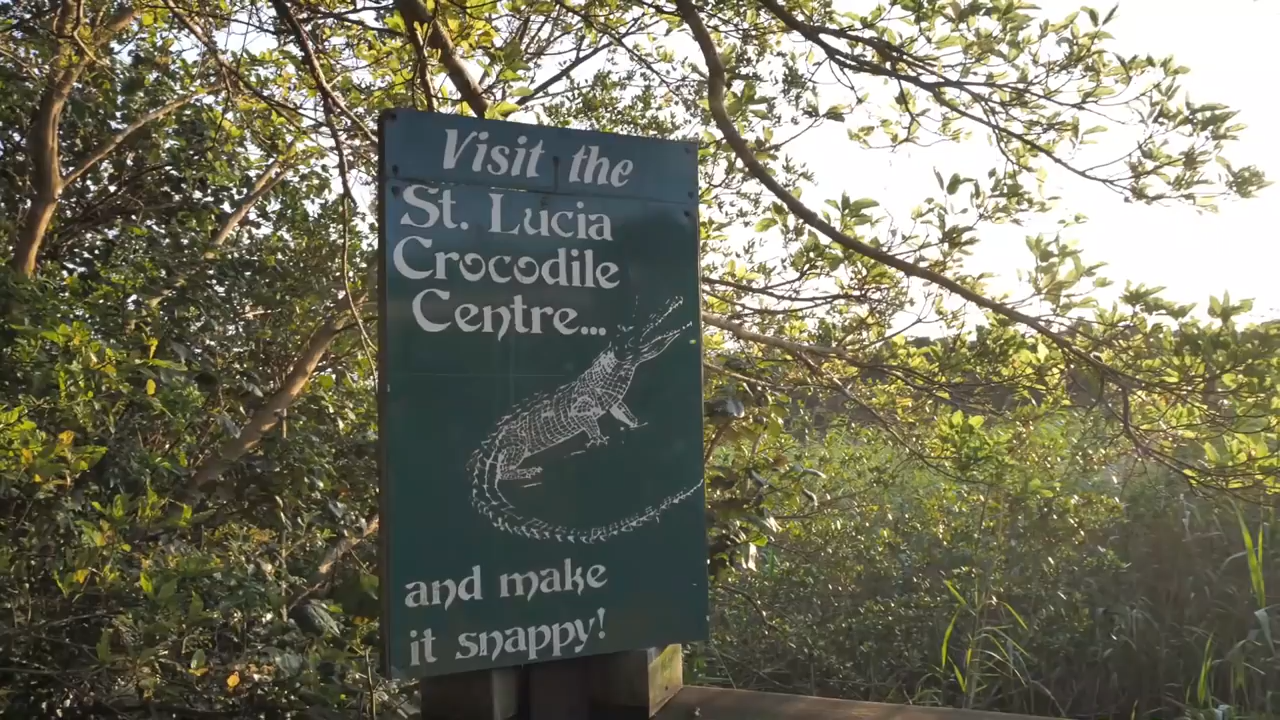 Visit the
St. Lucia
Crocodile
Centre...
and make
it snappy!